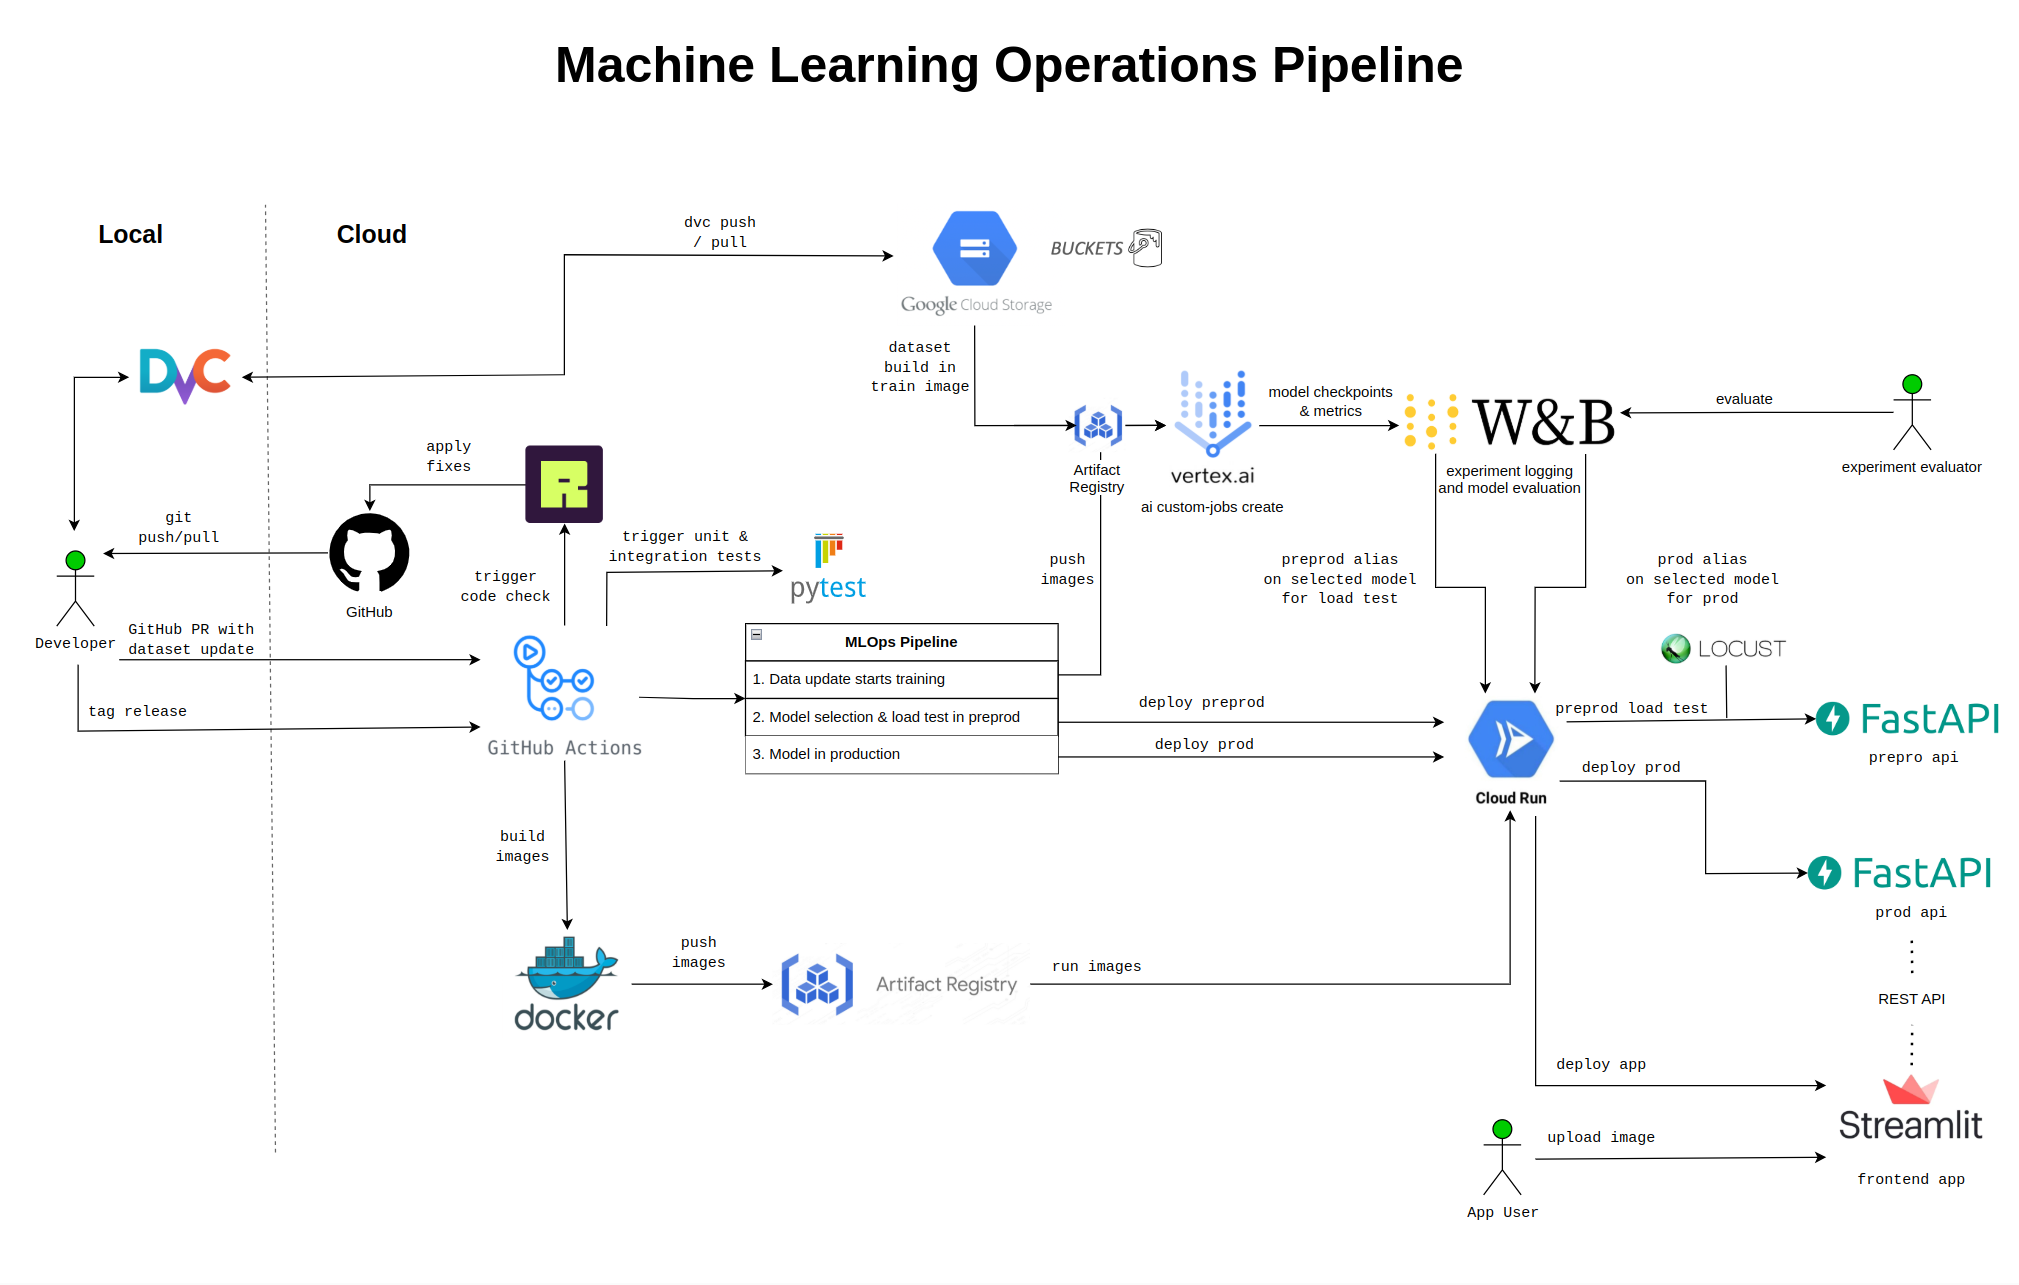 Machine Learning Operations Pipeline
Local
Cloud
dvc push
/ pull
BUCKETS
Google Cloud Storage
DVC
dataset
build in
train image
model checkpoints
& metrics
W&B
evaluate
experiment evaluator
experiment logging
and model evaluation
Artifact
Registry
vertex.ai
ai custom-jobs create
apply
fixes
R
git
push/pull
GitHub
trigger
code check
trigger unit &
integration tests
pytest
push
images
preprod alias
on selected model
for load test
prod alias
on selected model
for prod
Developer
GitHub PR with
dataset update
tag release
GitHub Actions
MLOps Pipeline
1. Data update starts training
2. Model selection & load test in preprod
3. Model in production
deploy preprod
deploy prod
LOCUST
preprod load test
FastAPI
prepro api
Cloud Run
deploy prod
FastAPI
prod api
build
images
docker
push
images
Artifact Registry
run images
REST API
deploy app
Streamlit
frontend app
upload image
App User